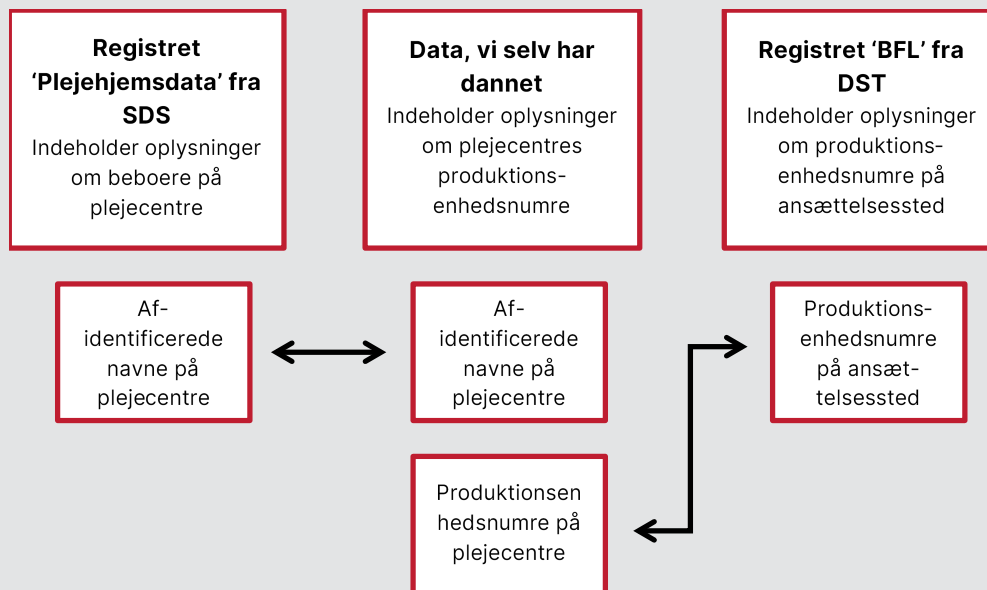 Registret
‘Plejehjemsdata’ fra
SDS
Indeholder oplysninger
om beboere på
plejecentre
Data, vi selv har
dannet
Indeholder oplysninger
om plejecentres
produktions-
enhedsnumre
Registret ‘BFL’ fra
DST
Indeholder oplysninger
om produktions-
enhedsnumre på
ansættelsessted
Af-
identificerede
navne på
plejecentre
Af-
identificerede
navne på
plejecentre
Produktions-
enhedsnumre
på ansæt-
telsessted
Produktionsen
hedsnumre på
plejecentre